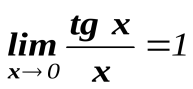 lim tg x / x = 1
x→0